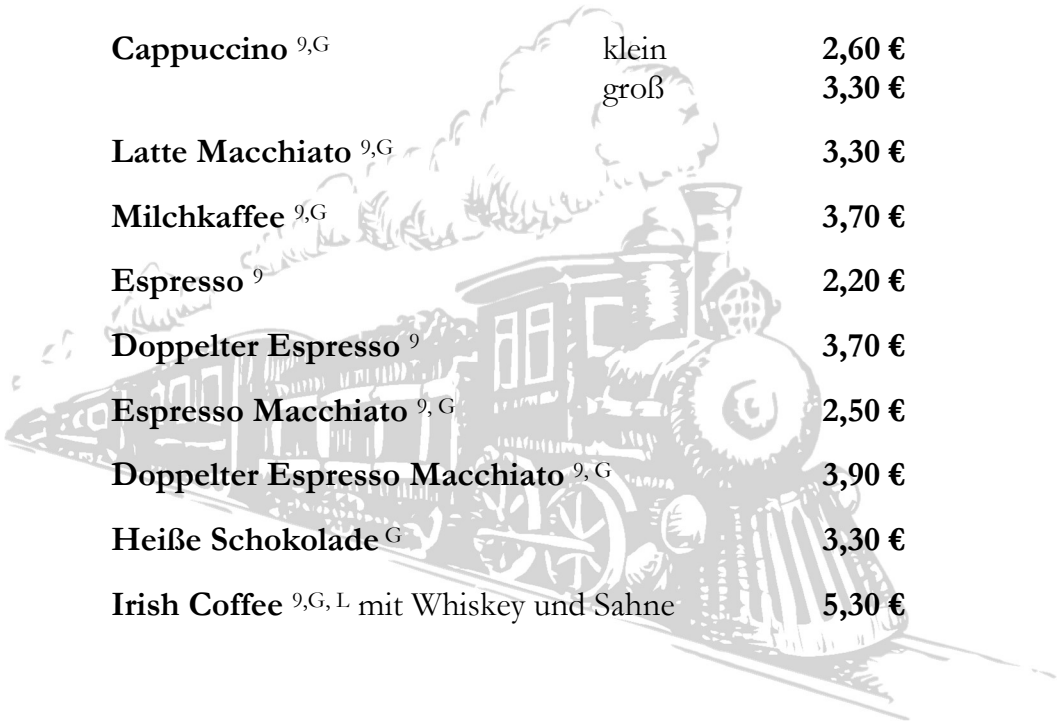 Cappuccino 9,G klein 2,60 €
groß 3,30 €
Latte Macchiato 9,G 3,30 €
Milchkaffee 9,G 3,70 €
Espresso 9 2,20 €
Doppelter Espresso 9 3,70 €
Espresso Macchiato 9, G 2,50 €
Doppelter Espresso Macchiato 9, G 3,90 €
Heiße Schokolade G 3,30 €
Irish Coffee 9,G, L mit Whiskey und Sahne 5,30 €